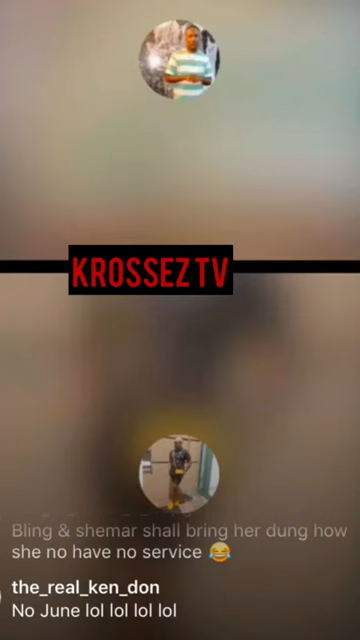 KROSSEZ TV
Bling & shemar shall bring her dung how
she no have no service 😂
the_real_ken_don
No June lol lol lol lol